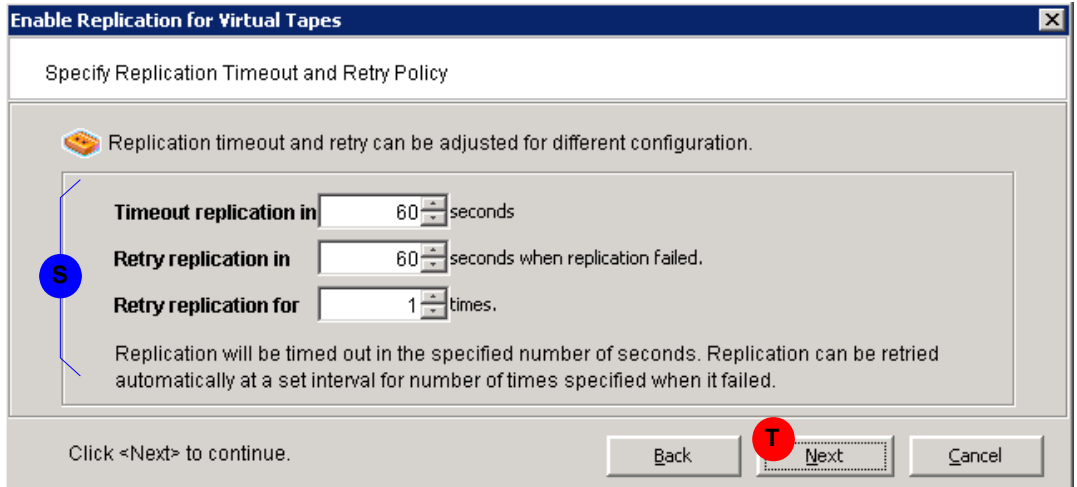 Enable Replication for Virtual Tapes
Specify Replication Timeout and Retry Policy
Replication timeout and retry can be adjusted for different configuration.
Timeout replication in 60 seconds
Retry replication in 60 seconds when replication failed.
S
Retry replication for 1 times.
Replication will be timed out in the specified number of seconds. Replication can be retried
automatically at a set interval for number of times specified when it failed.
T
Click <Next> to continue. Back Next Cancel